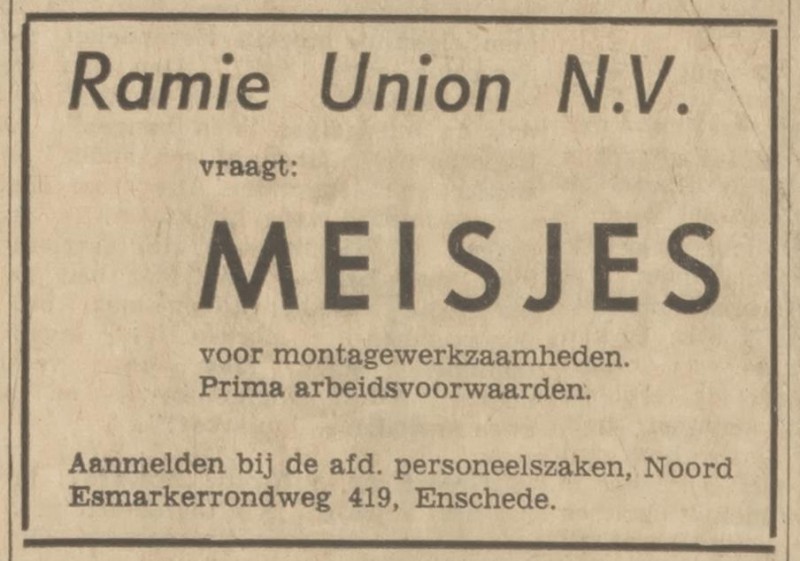 Ramie Union N.V.
vraagt:
MEISJES
voor montagewerkzaamheden.
Prima arbeidsvoorwaarden.
Aanmelden bij de afd. personeelszaken, Noord
Esmarkerrondweg 419, Enschede.